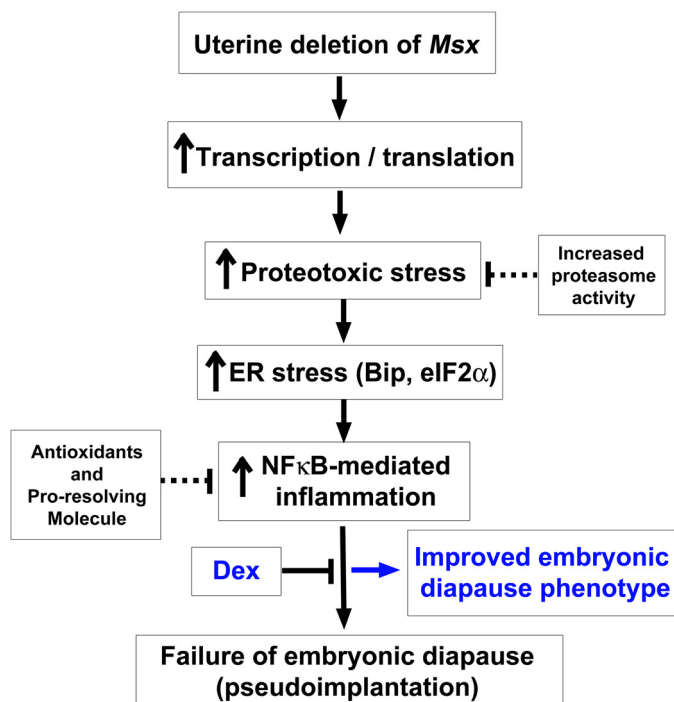 Uterine deletion of Msx
Transcription / translation
Proteotoxic stress
Increased
proteasome
activity
ER stress (Bip, eIF2α)
Antioxidants
and
Pro-resolving
Molecule
NFκB-mediated
inflammation
Dex
Improved embryonic
diapause phenotype
Failure of embryonic diapause
(pseudoimplantation)